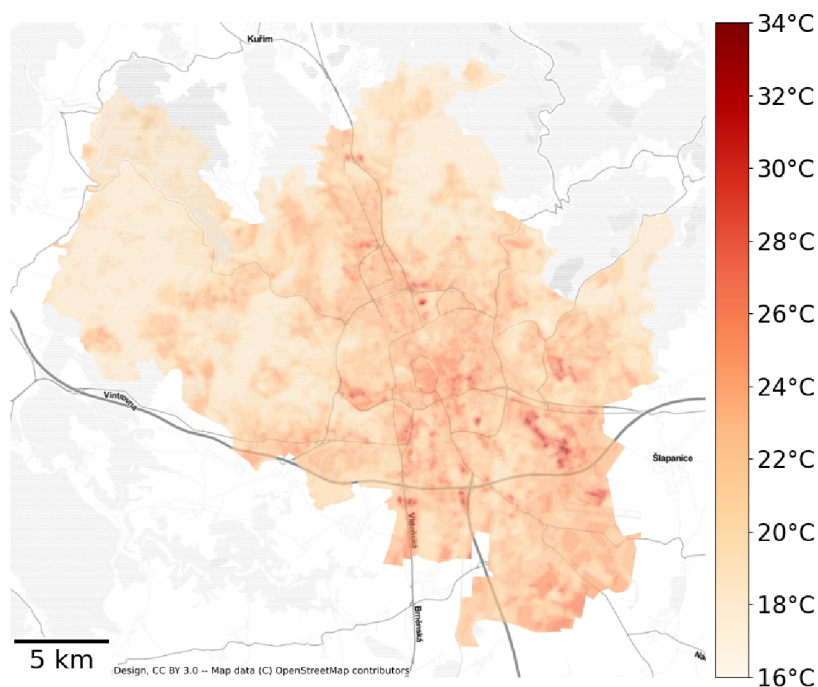 Kuřim
Vintrovna
Šlapanice
Vídeňská
Brněnská
5 km
Design, CC BY 3.0 -- Map data (C) OpenStreetMap contributors
34°C
32°C
30°C
28°C
26°C
24°C
22°C
20°C
18°C
16°C